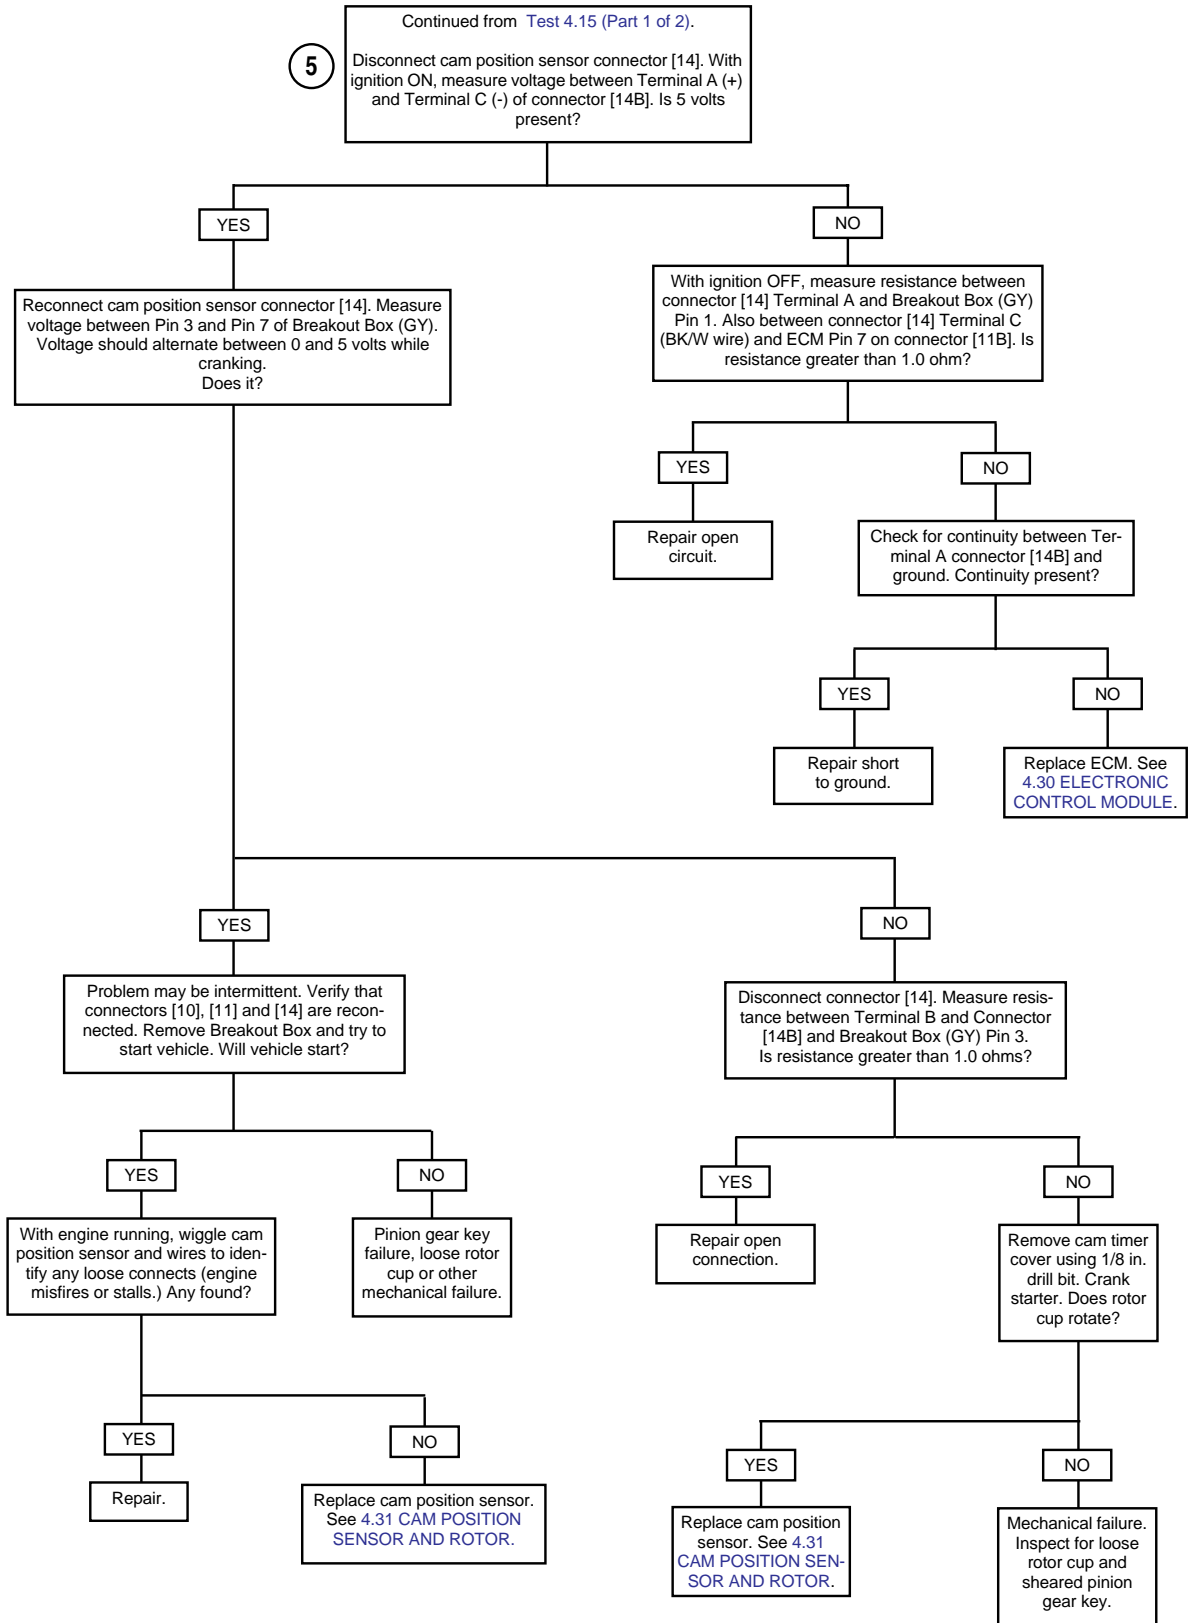 Continued from Test 4.15 (Part 1 of 2).
5
Disconnect cam position sensor connector [14]. With
ignition ON, measure voltage between Terminal A (+)
and Terminal C (-) of connector [14B]. Is 5 volts
present?
YES
NO
Reconnect cam position sensor connector [14]. Measure
voltage between Pin 3 and Pin 7 of Breakout Box (GY).
Voltage should alternate between 0 and 5 volts while
cranking.
Does it?
With ignition OFF, measure resistance between
connector [14] Terminal A and Breakout Box (GY)
Pin 1. Also between connector [14] Terminal C
(BK/W wire) and ECM Pin 7 on connector [11B]. Is
resistance greater than 1.0 ohm?
YES
NO
Repair open
circuit.
Check for continuity between Ter-
minal A connector [14B] and
ground. Continuity present?
YES
NO
Repair short
to ground.
Replace ECM. See
4.30 ELECTRONIC
CONTROL MODULE.
YES
NO
Problem may be intermittent. Verify that
connectors [10], [11] and [14] are recon-
nected. Remove Breakout Box and try to
start vehicle. Will vehicle start?
Disconnect connector [14]. Measure resis-
tance between Terminal B and Connector
[14B] and Breakout Box (GY) Pin 3.
Is resistance greater than 1.0 ohms?
YES
NO
YES
NO
With engine running, wiggle cam
position sensor and wires to iden-
tify any loose connects (engine
misfires or stalls.) Any found?
Pinion gear key
failure, loose rotor
cup or other
mechanical failure.
Repair open
connection.
Remove cam timer
cover using 1/8 in.
drill bit. Crank
starter. Does rotor
cup rotate?
YES
NO
YES
NO
Repair.
Replace cam position sensor.
See 4.31 CAM POSITION
SENSOR AND ROTOR.
Replace cam position
sensor. See 4.31
CAM POSITION SEN-
SOR AND ROTOR.
Mechanical failure.
Inspect for loose
rotor cup and
sheared pinion
gear key.